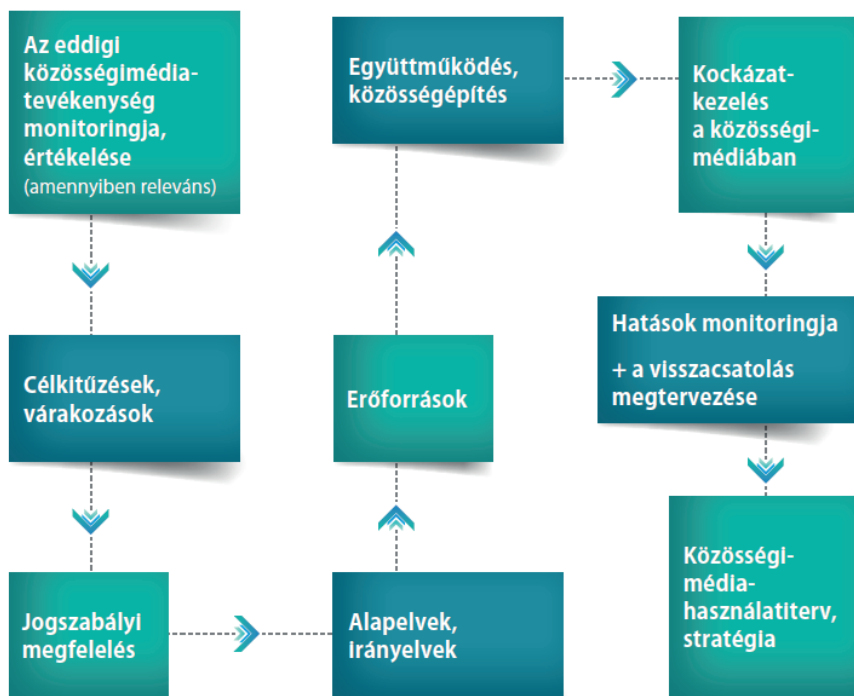 Az eddigi
közösségimédia-
tevékenység
monitoringja,
értékelése
(amennyiben releváns)
Célkitűzések,
várakozások
Jogszabályi
megfelelés
Alapelvek,
irányelvek
Erőforrások
Együttműködés,
közösségépítés
Kockázat-
kezelés
a közösségi-
médiában
Hatások monitoringja
+ a visszacsatolás
megtervezése
Közösségi-
média-
használatiterv,
stratégia